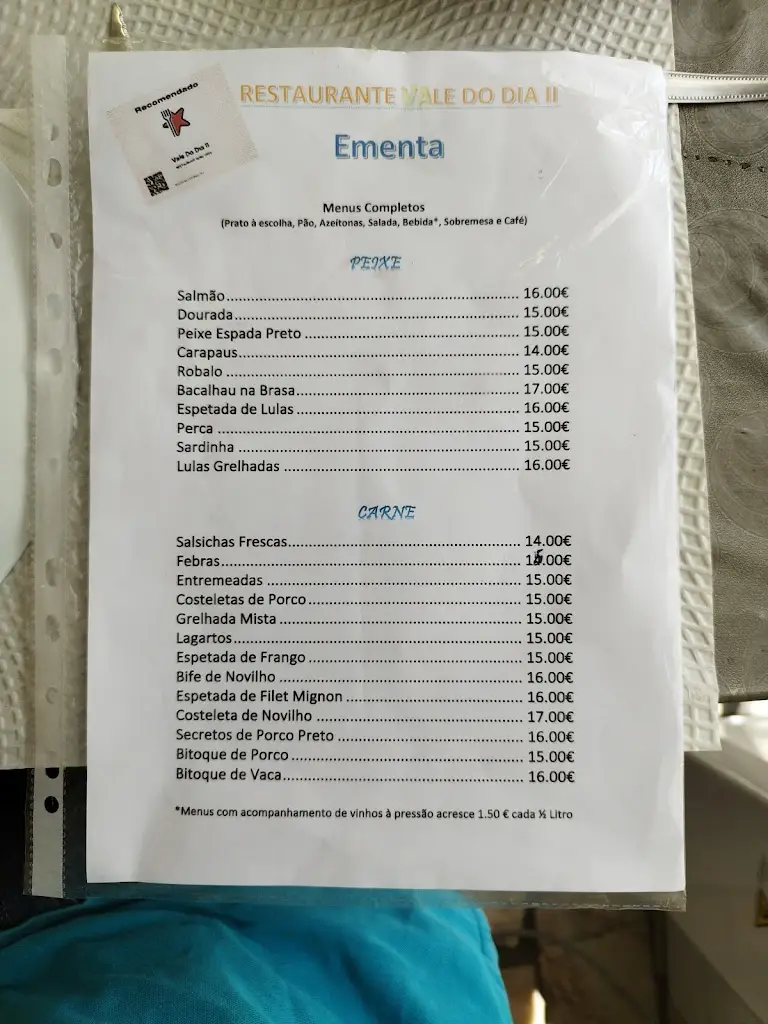 Recomendado
Vale Do Dia II
RESTAURANTE VALE DO DIA II
Ementa
Menus Completos
(Prato à escolha, Pão, Azeitonas, Salada, Bebida*, Sobremesa e Café)
PEIXE
Salmão 16.00€
Dourada 15.00€
Peixe Espada Preto 15.00€
Carapaus 14.00€
Robalo 15.00€
Bacalhau na Brasa 17.00€
Espetada de Lulas 16.00€
Perca 15.00€
Sardinha 15.00€
Lulas Grelhadas 16.00€
CARNE
Salsichas Frescas 14.00€
Febras 15.00€
Entremeadas 15.00€
Costeletas de Porco 15.00€
Grelhada Mista 15.00€
Lagartos 15.00€
Espetada de Frango 15.00€
Bife de Novilho 16.00€
Espetada de Filet Mignon 16.00€
Costeleta de Novilho 17.00€
Secretos de Porco Preto 16.00€
Bitoque de Porco 15.00€
Bitoque de Vaca 16.00€
*Menus com acompanhamento de vinhos à pressão acresce 1.50 € cada ½ Litro